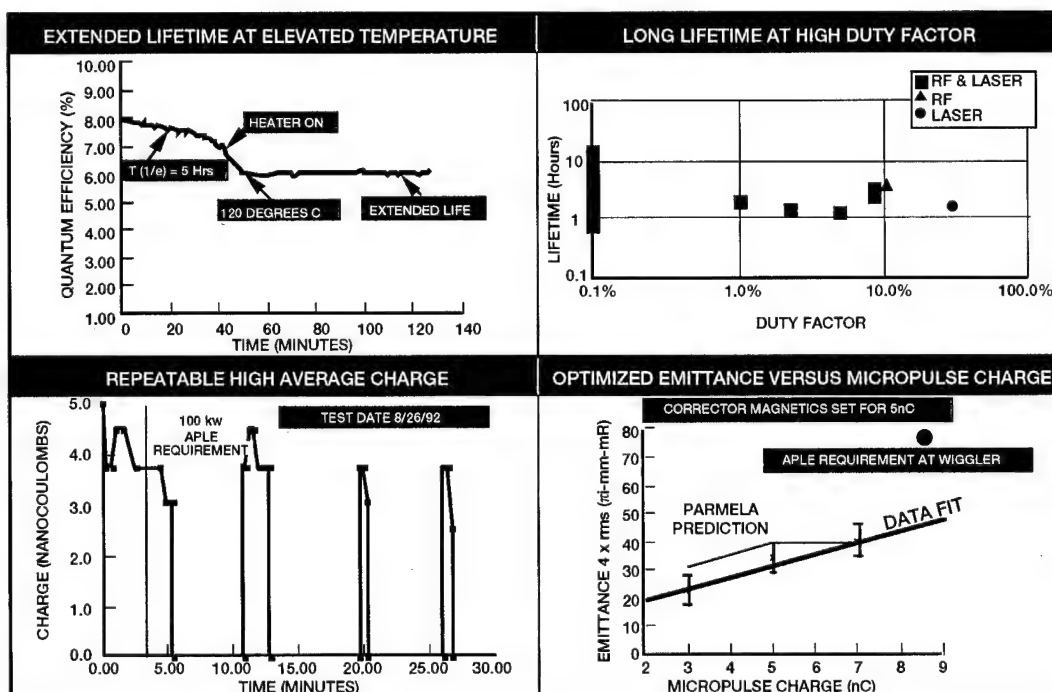 EXTENDED LIFETIME AT ELEVATED TEMPERATURE
QUANTUM EFFICIENCY (%)
10.00
9.00
8.00
7.00
6.00
5.00
4.00
3.00
2.00
1.00
HEATER ON
T (1/e) = 5 Hrs
120 DEGREES C
EXTENDED LIFE
0 20 40 60 80 100 120 140
TIME (MINUTES)
LONG LIFETIME AT HIGH DUTY FACTOR
RF & LASER
RF
LASER
LIFETIME (Hours)
100
10
1
0.1
0.1% 1.0% 10.0% 100.0%
DUTY FACTOR
REPEATABLE HIGH AVERAGE CHARGE
CHARGE (NANOCOULOMBS)
5.0
4.0
3.0
2.0
1.0
0.0
100 kw
APLE
REQUIREMENT
TEST DATE 8/26/92
0.00 5.00 10.00 15.00 20.00 25.00 30.00
TIME (MINUTES)
OPTIMIZED EMITTANCE VERSUS MICROPULSE CHARGE
CORRECTOR MAGNETICS SET FOR 5nC
APLE REQUIREMENT AT WIGGLER
EMITTANCE 4 x rms (πi-mm-mR)
80
70
60
50
40
30
20
10
0
PARMELA
PREDICTION
DATA FIT
2 3 4 5 6 7 8 9
MICROPULSE CHARGE (nC)